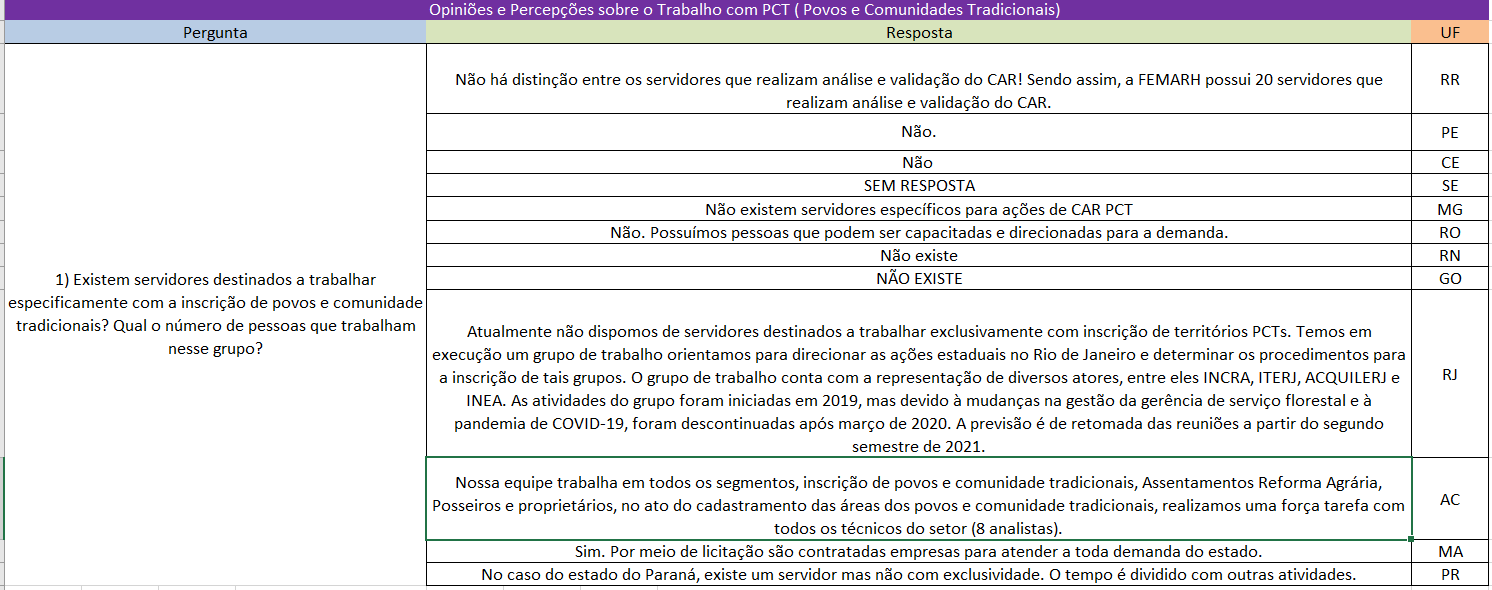 Opiniões e Percepções sobre o Trabalho com PCT ( Povos e Comunidades Tradicionais)
Pergunta
Resposta
UF
1) Existem servidores destinados a trabalhar
especificamente com a inscrição de povos e comunidade
tradicionais? Qual o número de pessoas que trabalham
nesse grupo?
Não há distinção entre os servidores que realizam análise e validação do CAR! Sendo assim, a FEMARH possui 20 servidores que
realizam análise e validação do CAR.
RR
Não.
PE
Não
CE
SEM RESPOSTA
SE
Não existem servidores específicos para ações de CAR PCT
MG
Não. Possuímos pessoas que podem ser capacitadas e direcionadas para a demanda.
RO
Não existe
RN
NÃO EXISTE
GO
Atualmente não dispomos de servidores destinados a trabalhar exclusivamente com inscrição de territórios PCTs. Temos em
execução um grupo de trabalho orientamos para direcionar as ações estaduais no Rio de Janeiro e determinar os procedimentos para
a inscrição de tais grupos. O grupo de trabalho conta com a representação de diversos atores, entre eles INCRA, ITERJ, ACQUILERJ e
INEA. As atividades do grupo foram iniciadas em 2019, mas devido à mudanças na gestão da gerência de serviço florestal e à
pandemia de COVID-19, foram descontinuadas após março de 2020. A previsão é de retomada das reuniões a partir do segundo
semestre de 2021.
RJ
Nossa equipe trabalha em todos os segmentos, inscrição de povos e comunidade tradicionais, Assentamentos Reforma Agrária,
Posseiros e proprietários, no ato do cadastramento das áreas dos povos e comunidade tradicionais, realizamos uma força tarefa com
todos os técnicos do setor (8 analistas).
AC
Sim. Por meio de licitação são contratadas empresas para atender a toda demanda do estado.
MA
No caso do estado do Paraná, existe um servidor mas não com exclusividade. O tempo é dividido com outras atividades.
PR